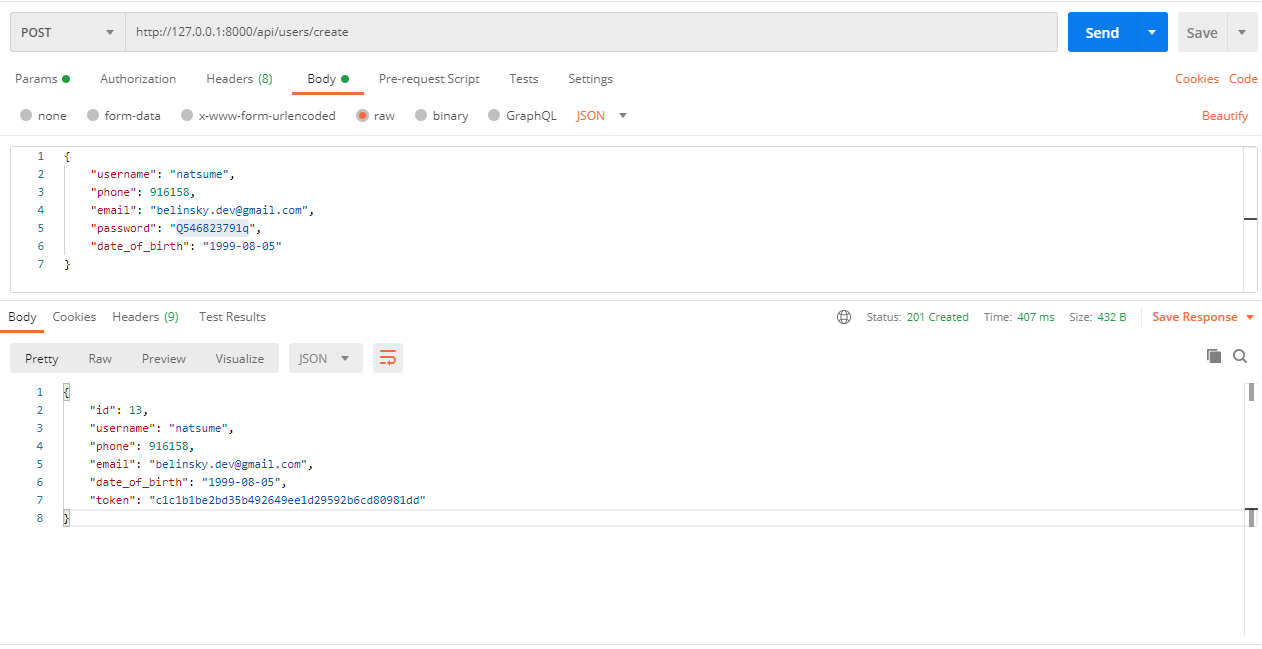 POST http://127.0.0.1:8000/api/users/create Send Save
Params Authorization Headers (8) Body Pre-request Script Tests Settings Cookies Code
none form-data x-www-form-urlencoded raw binary GraphQL JSON Beautify
1 {
2 "username": "natsume",
3 "phone": 916158,
4 "email": "belinsky.dev@gmail.com",
5 "password": "Q546823791q",
6 "date_of_birth": "1999-08-05"
7 }
Body Cookies Headers (9) Test Results Status: 201 Created Time: 407 ms Size: 432 B Save Response
Pretty Raw Preview Visualize JSON
1 {
2 "id": 13,
3 "username": "natsume",
4 "phone": 916158,
5 "email": "belinsky.dev@gmail.com",
6 "date_of_birth": "1999-08-05",
7 "token": "c1c1b1be2bd35b492649ee1d29592b6cd80981dd"
8 }